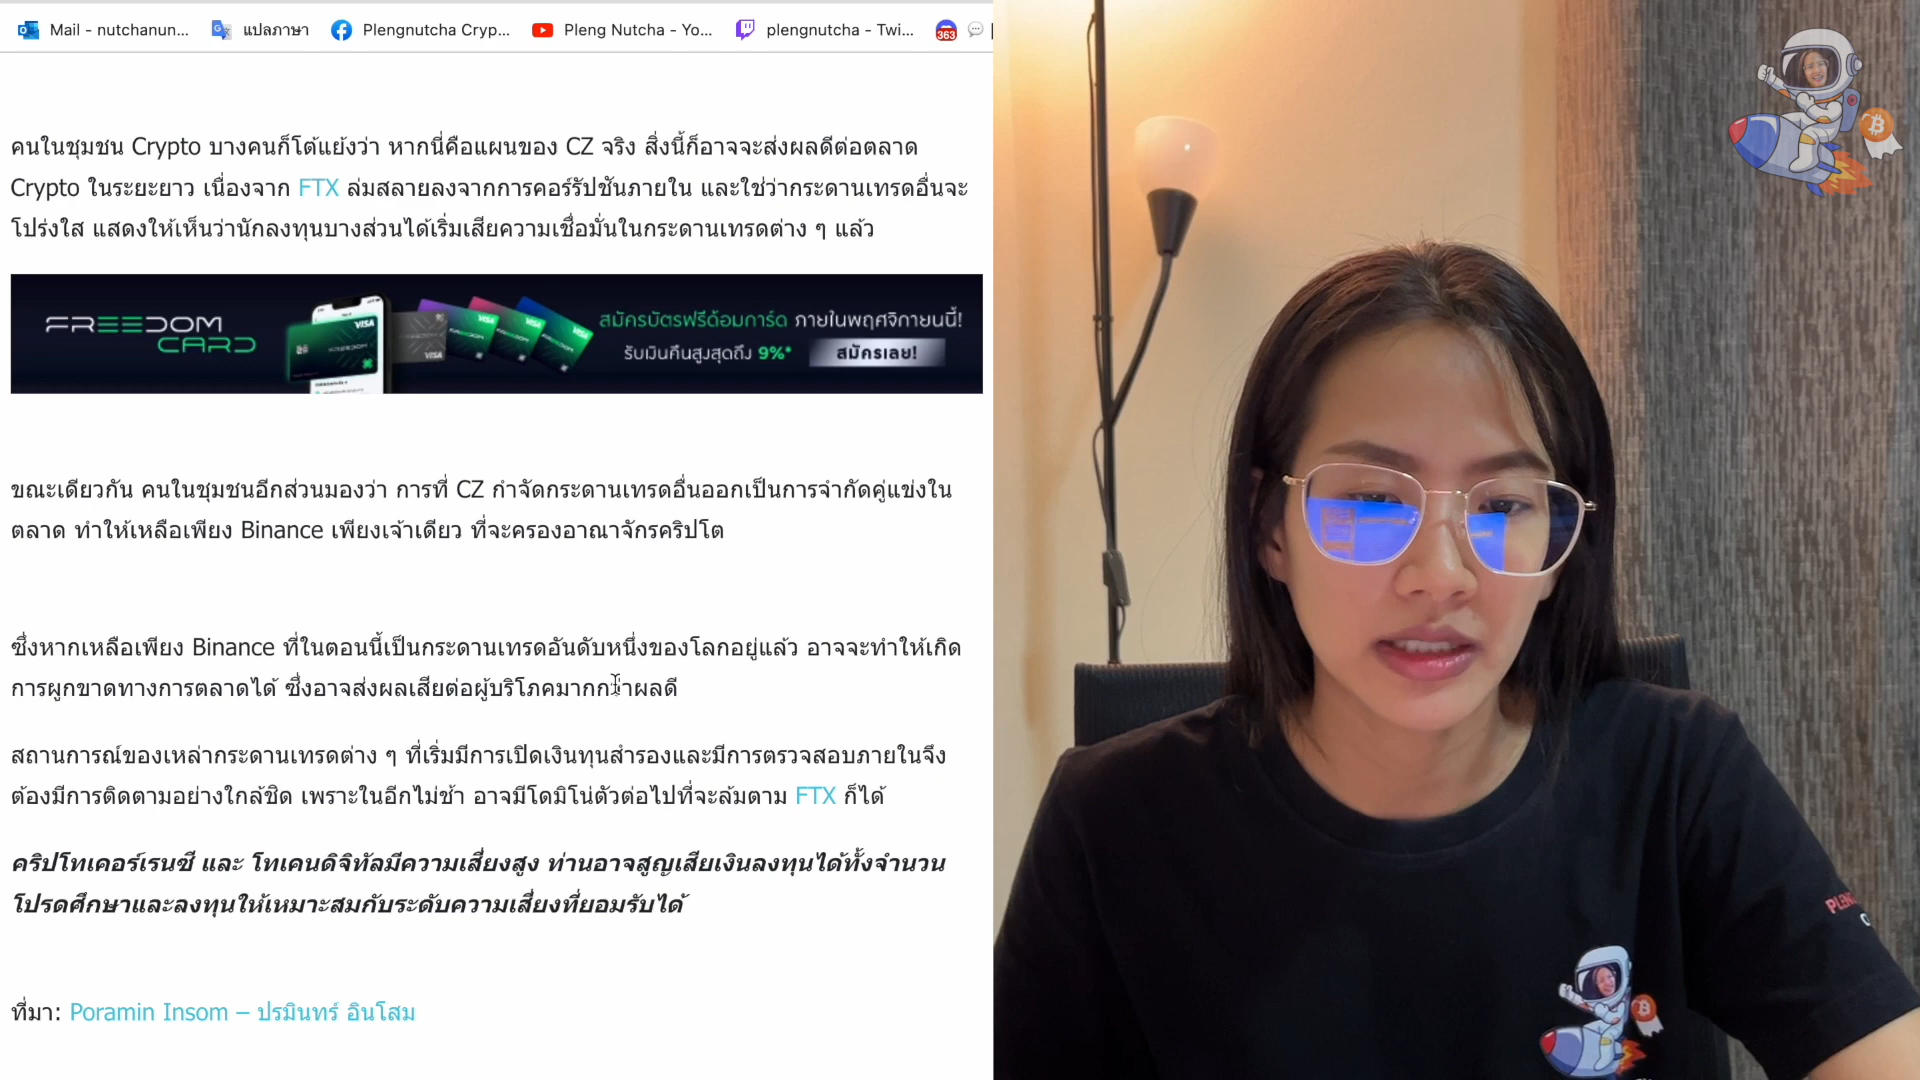 Mail - nutchanun...
แปลภาษา
Plengnutcha Cryp...
Pleng Nutcha - Yo...
plengnutcha - Twi...
363
คนในชุมชน Crypto บางคนก็โต้แย้งว่า หากนี่คือแผนของ CZ จริง สิ่งนี้ก็อาจจะส่งผลดีต่อตลาด
Crypto ในระยะยาว เนื่องจาก FTX ล่มสลายลงจากการคอร์รัปชันภายใน และใช่ว่ากระดานเทรดอื่นจะ
โปร่งใส แสดงให้เห็นว่านักลงทุนบางส่วนได้เริ่มเสียความเชื่อมั่นในกระดานเทรดต่าง ๆ แล้ว
FREEDOM
CARD
VISA
สมัครบัตรฟรีด้อมการ์ด ภายในพฤศจิกายนนี้!
รับเงินคืนสูงสุดถึง 9%*
สมัครเลย!
ขณะเดียวกัน คนในชุมชนอีกส่วนมองว่า การที่ CZ กำจัดกระดานเทรดอื่นออกเป็นการจำกัดคู่แข่งใน
ตลาด ทำให้เหลือเพียง Binance เพียงเจ้าเดียว ที่จะครองอาณาจักรคริปโต
ซึ่งหากเหลือเพียง Binance ที่ในตอนนี้เป็นกระดานเทรดอันดับหนึ่งของโลกอยู่แล้ว อาจจะทำให้เกิด
การผูกขาดทางการตลาดได้ ซึ่งอาจส่งผลเสียต่อผู้บริโภคมากกว่าผลดี
สถานการณ์ของเหล่ากระดานเทรดต่าง ๆ ที่เริ่มมีการเปิดเงินทุนสำรองและมีการตรวจสอบภายในจึง
ต้องมีการติดตามอย่างใกล้ชิด เพราะในอีกไม่ช้า อาจมีโดมิโน่ตัวต่อไปที่จะล้มตาม FTX ก็ได้
คริปโทเคอร์เรนซี และ โทเคนดิจิทัลมีความเสี่ยงสูง ท่านอาจสูญเสียเงินลงทุนได้ทั้งจำนวน
โปรดศึกษาและลงทุนให้เหมาะสมกับระดับความเสี่ยงที่ยอมรับได้
ที่มา: Poramin Insom – ปรมินทร์ อินโสม